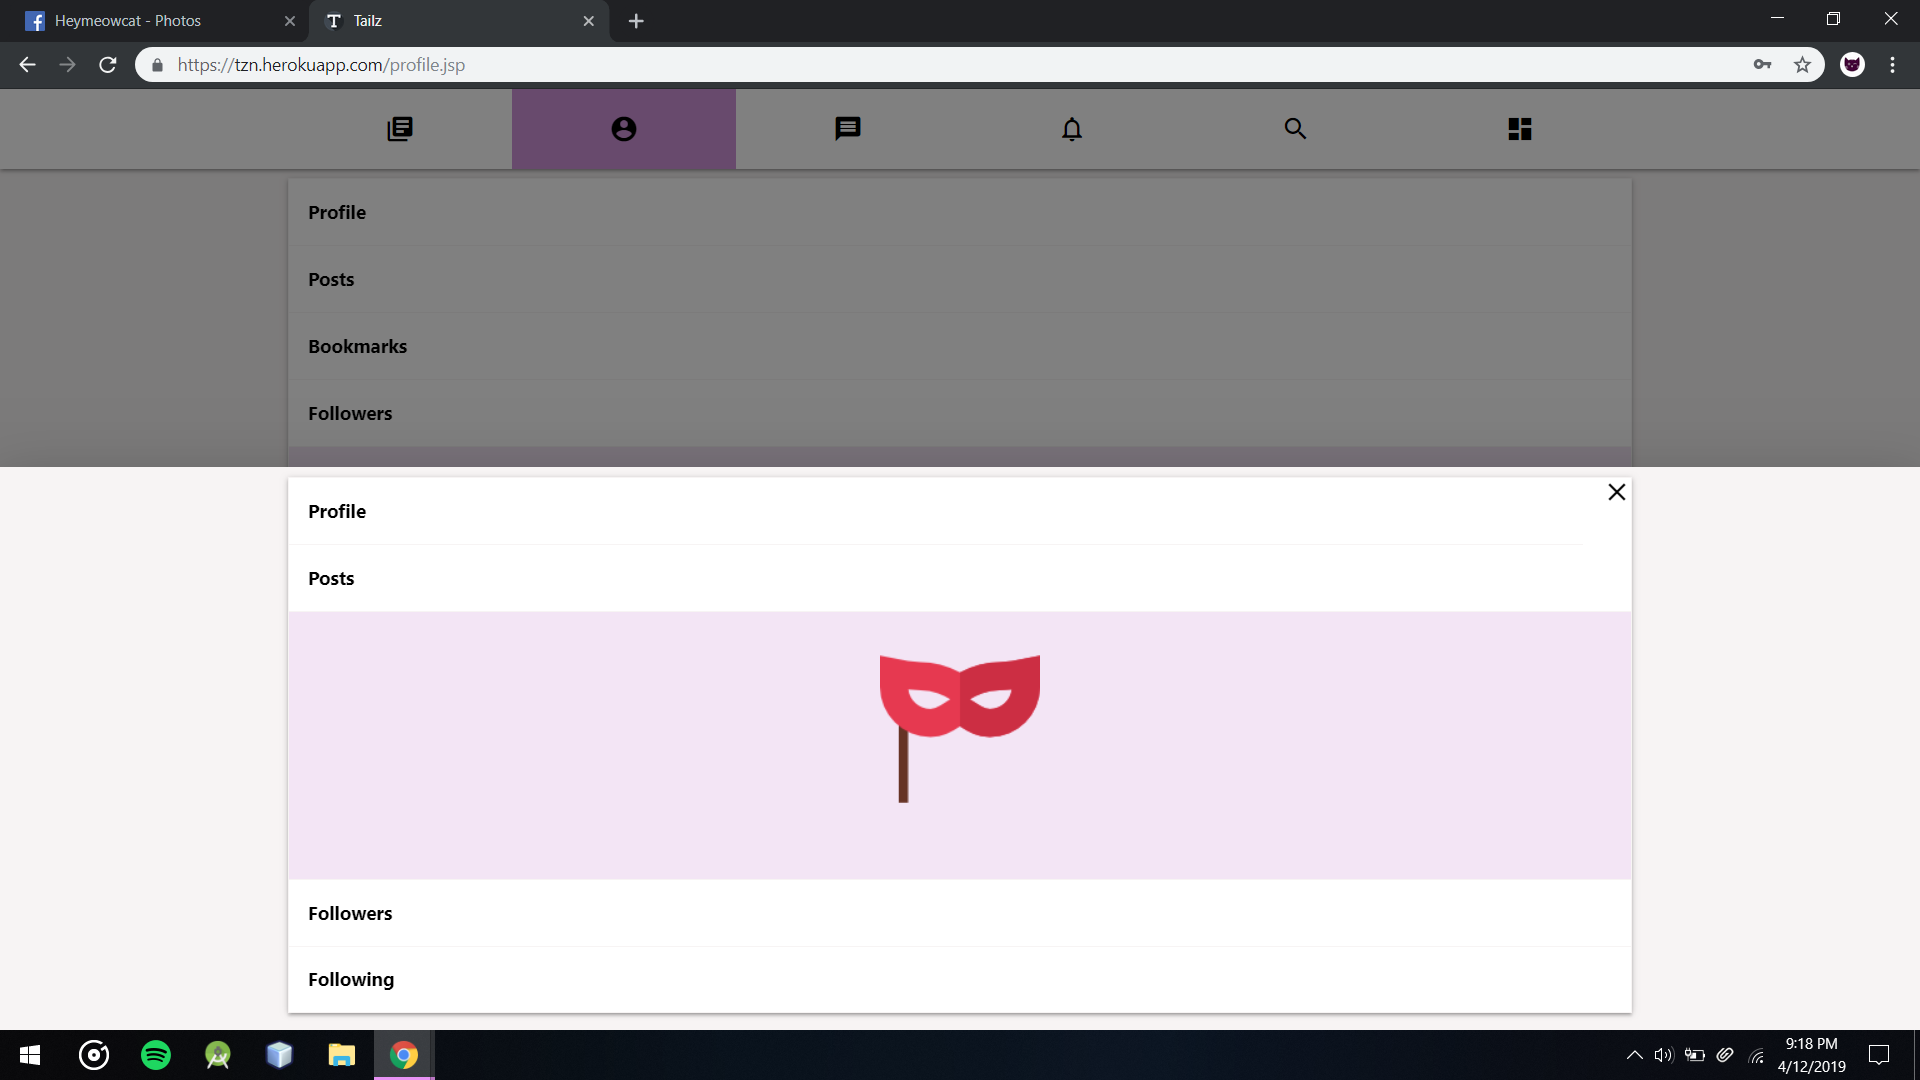 Heymeowcat - Photos
Tailz
https://tzn.herokuapp.com/profile.jsp
Profile
Posts
Bookmarks
Followers
Profile
Posts
Followers
Following
9:18 PM
4/12/2019